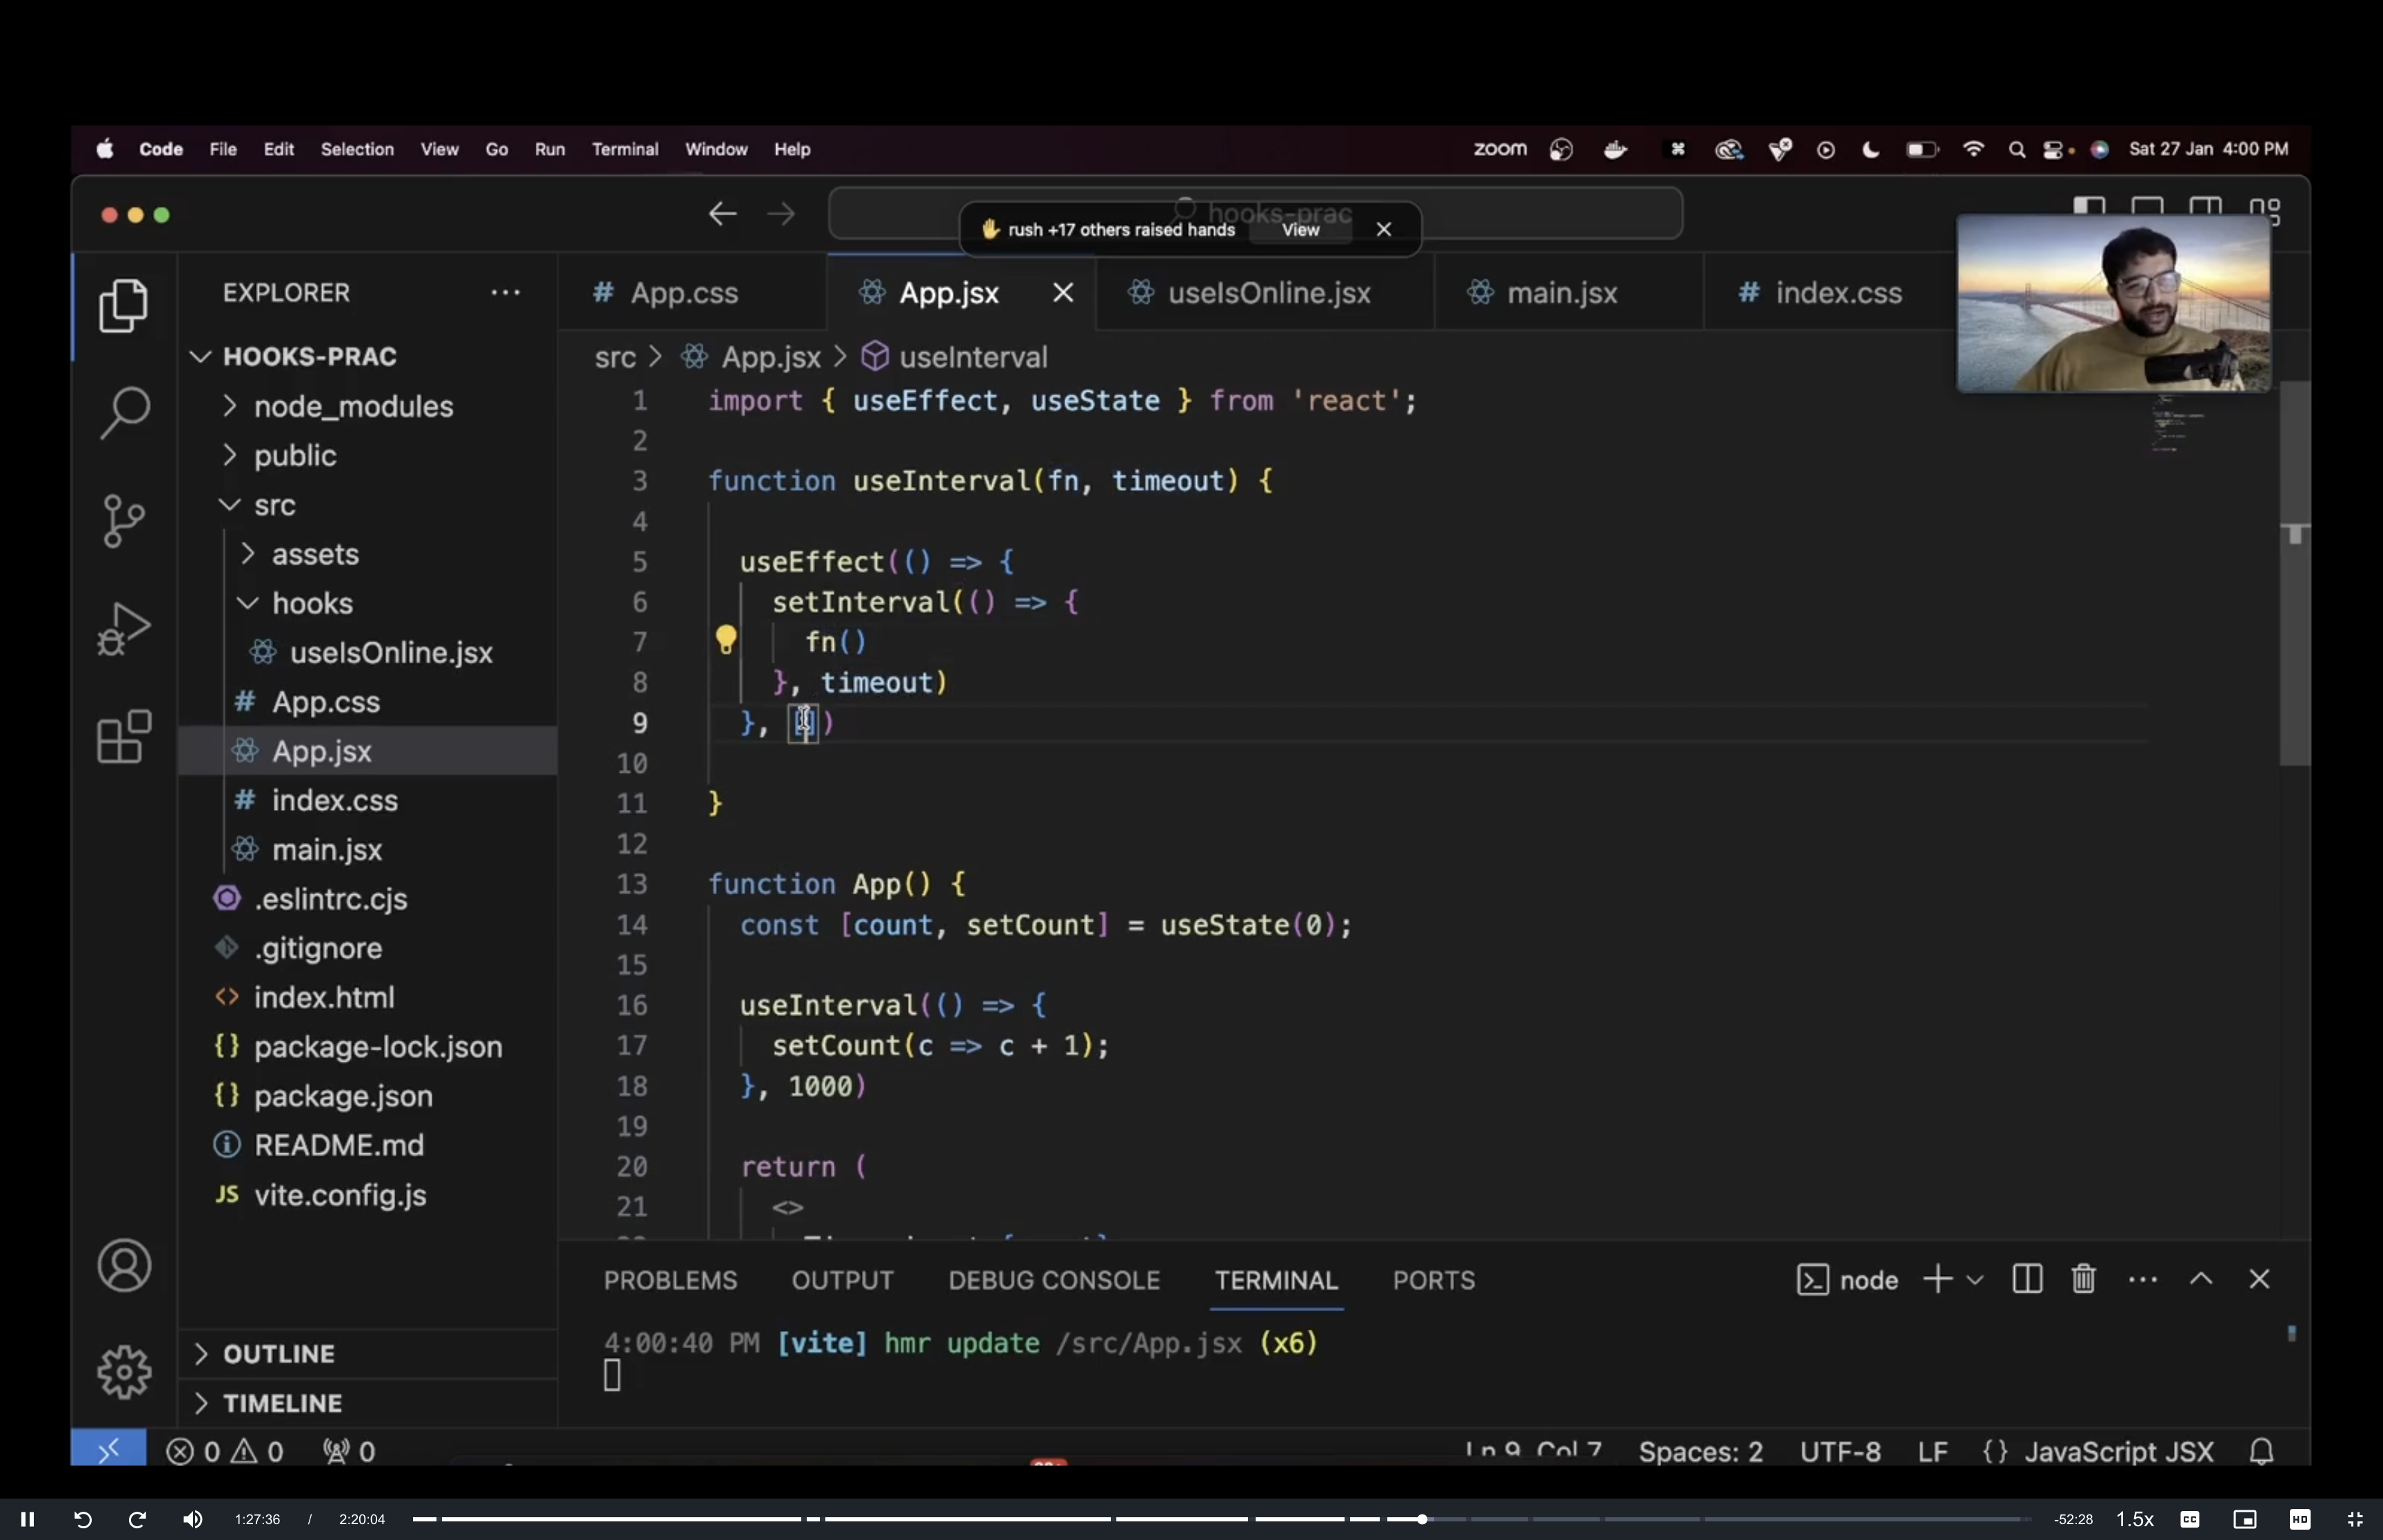 Code File Edit Selection View Go Run Terminal Window Help
zoom
Sat 27 Jan 4:00 PM
hooks-prac
✋ rush +17 others raised hands View
EXPLORER
# App.css
App.jsx
useIsOnline.jsx
main.jsx
# index.css
HOOKS-PRAC
node_modules
public
src
assets
hooks
useIsOnline.jsx
# App.css
App.jsx
# index.css
main.jsx
.eslintrc.cjs
.gitignore
<> index.html
{} package-lock.json
{} package.json
README.md
JS vite.config.js
OUTLINE
TIMELINE
src > App.jsx > useInterval
1 import { useEffect, useState } from 'react';
2
3 function useInterval(fn, timeout) {
4
5 useEffect(() => {
6 setInterval(() => {
7 fn()
8 }, timeout)
9 }, [])
10
11 }
12
13 function App() {
14 const [count, setCount] = useState(0);
15
16 useInterval(() => {
17 setCount(c => c + 1);
18 }, 1000)
19
20 return (
21 <>
PROBLEMS OUTPUT DEBUG CONSOLE TERMINAL PORTS
node
4:00:40 PM [vite] hmr update /src/App.jsx (x6)
0 0 0
Ln 9, Col 7 Spaces: 2 UTF-8 LF {} JavaScript JSX
1:27:36 / 2:20:04
-52:28 1.5x CC HD